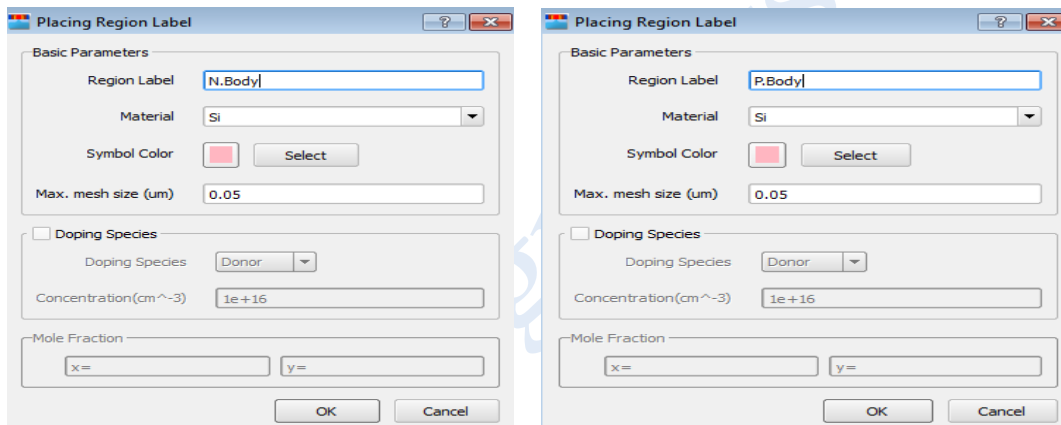 Placing Region Label
Basic Parameters
Region Label N.Body
Material Si
Symbol Color Select
Max. mesh size (um) 0.05
Doping Species
Doping Species Donor
Concentration(cm^-3) 1e+16
Mole Fraction
x= y=
OK Cancel
Placing Region Label
Basic Parameters
Region Label P.Body
Material Si
Symbol Color Select
Max. mesh size (um) 0.05
Doping Species
Doping Species Donor
Concentration(cm^-3) 1e+16
Mole Fraction
x= y=
OK Cancel